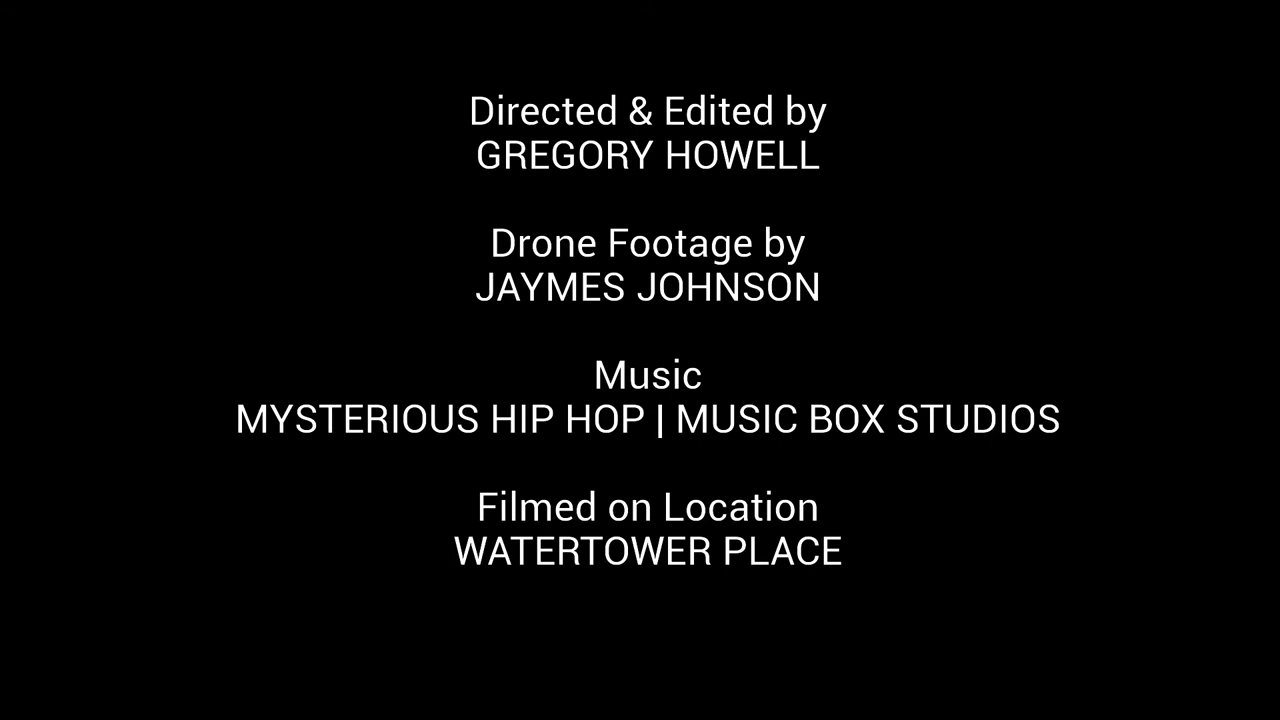 Directed & Edited by
GREGORY HOWELL
Drone Footage by
JAYMES JOHNSON
Music
MYSTERIOUS HIP HOP | MUSIC BOX STUDIOS
Filmed on Location
WATERTOWER PLACE